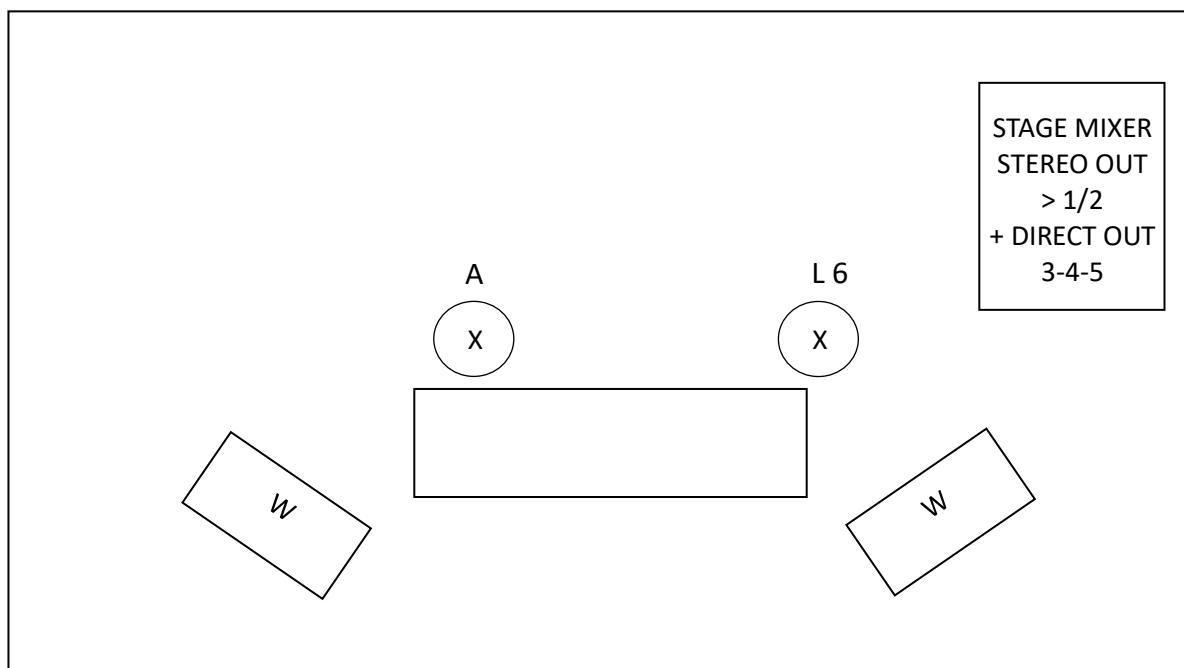 STAGE MIXER
STEREO OUT
> 1/2
+ DIRECT OUT
3-4-5
A
L 6
X
X
W
W